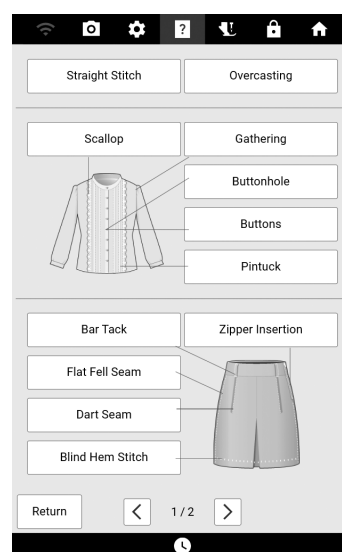 ?
Straight Stitch
Overcasting
Scallop
Gathering
Buttonhole
Buttons
Pintuck
Bar Tack
Zipper Insertion
Flat Fell Seam
Dart Seam
Blind Hem Stitch
Return
1 / 2